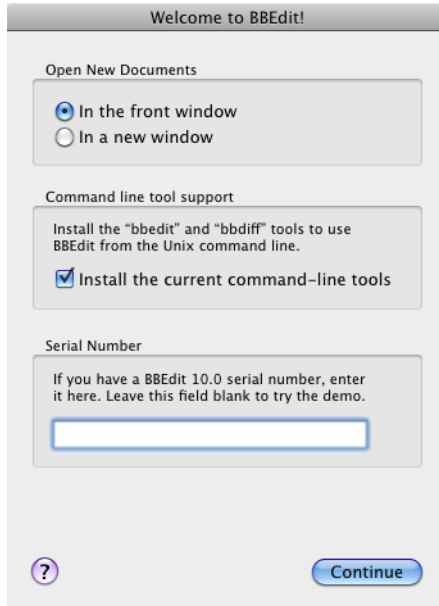 Welcome to BBEdit!
Open New Documents
In the front window
In a new window
Command line tool support
Install the “bbedit” and “bbdiff” tools to use
BBEdit from the Unix command line.
Install the current command-line tools
Serial Number
If you have a BBEdit 10.0 serial number, enter
it here. Leave this field blank to try the demo.
?
Continue